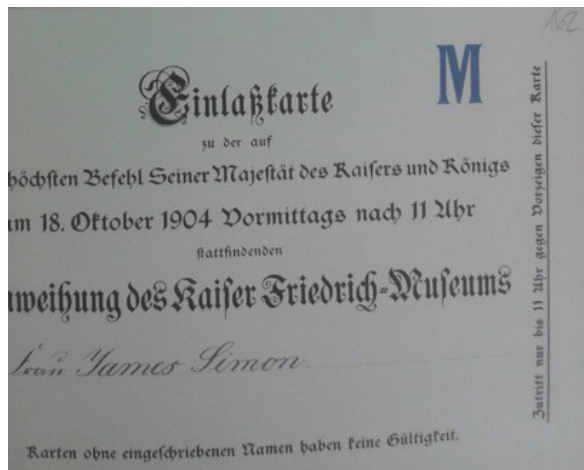 162
M
Einlaßkarte
zu der auf
höchsten Befehl Seiner Majestät des Kaisers und Königs
am 18. Oktober 1904 Vormittags nach 11 Uhr
stattfindenden
nweihung des Kaiser Friedrich-Museums
Frau James Simon.
Karten ohne eingeschriebenen Namen haben keine Gültigkeit.
Zutritt nur bis 11 Uhr gegen Vorzeigen dieser Karte